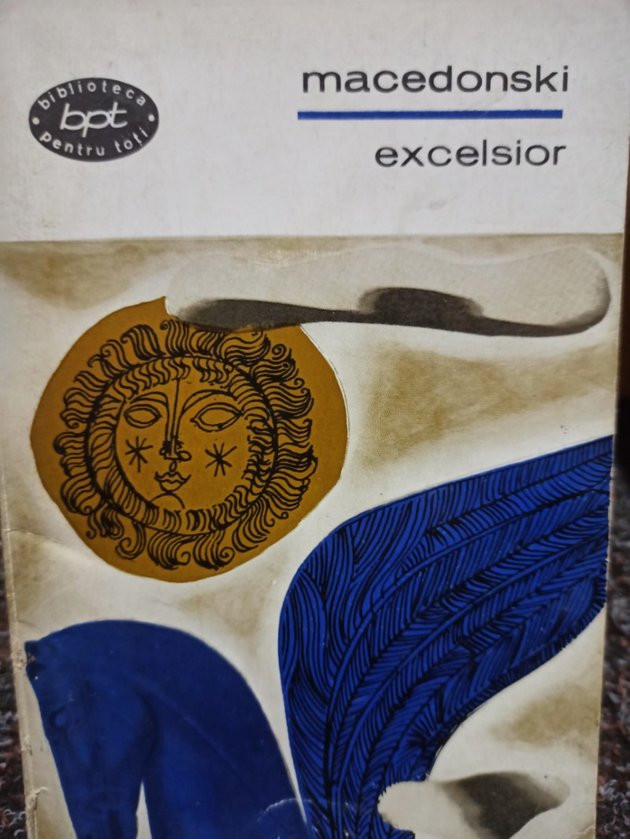 macedonski
excelsior
biblioteca
bpt
pentru toți